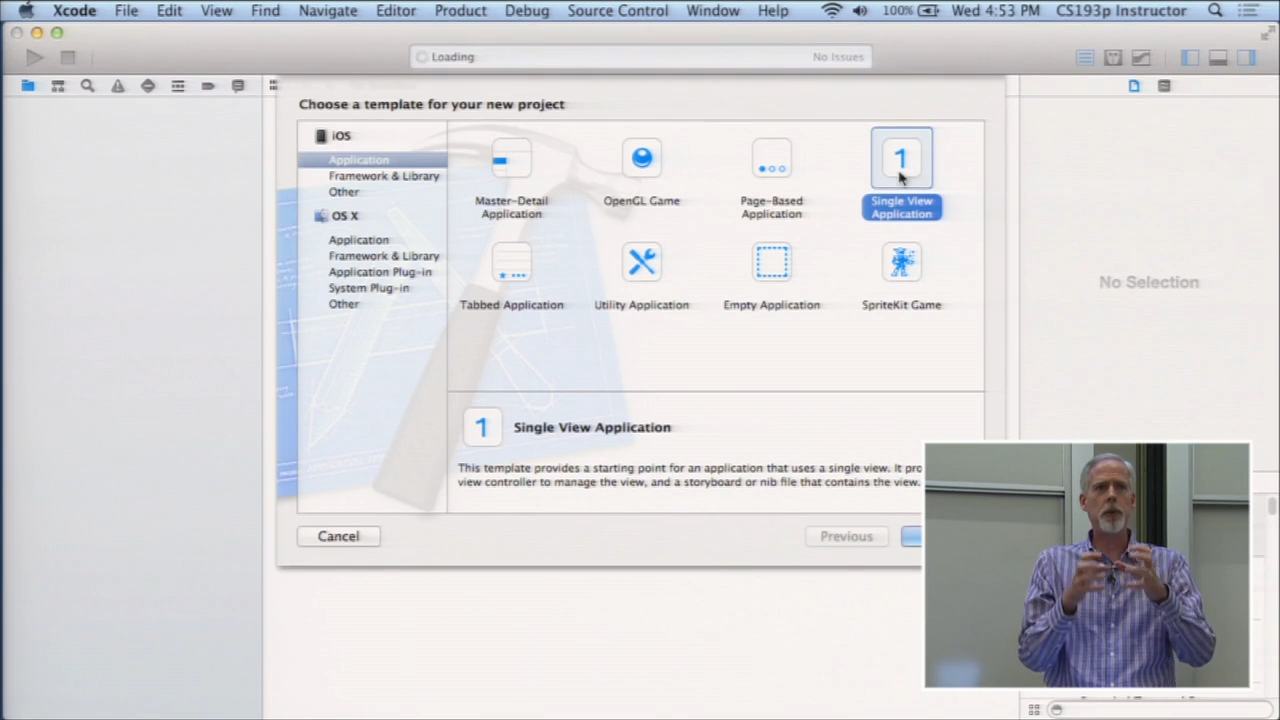 Xcode File Edit View Find Navigate Editor Product Debug Source Control Window Help 100% Wed 4:53 PM CS193p Instructor
Loading
No Issues
Choose a template for your new project
iOS
Application
Framework & Library
Other
OS X
Application
Framework & Library
Application Plug-in
System Plug-in
Other
Master-Detail
Application
OpenGL Game
Page-Based
Application
1
Single View
Application
Tabbed Application
Utility Application
Empty Application
SpriteKit Game
No Selection
1
Single View Application
This template provides a starting point for an application that uses a single view. It pro
view controller to manage the view, and a storyboard or nib file that contains the view.
Cancel
Previous